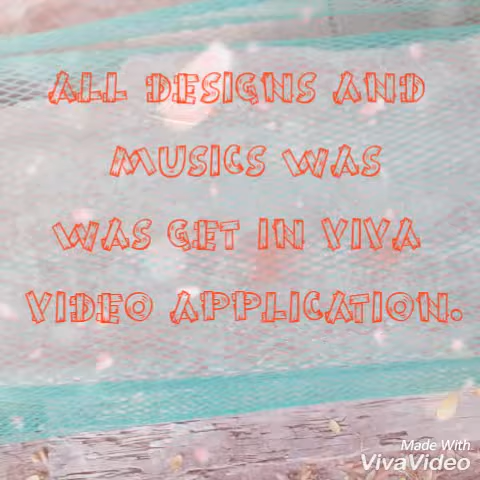 ALL DESIGNS AND
MUSICS WAS
WAS GET IN VIVA
VIDEO APPLICATION.
Made With
VivaVideo